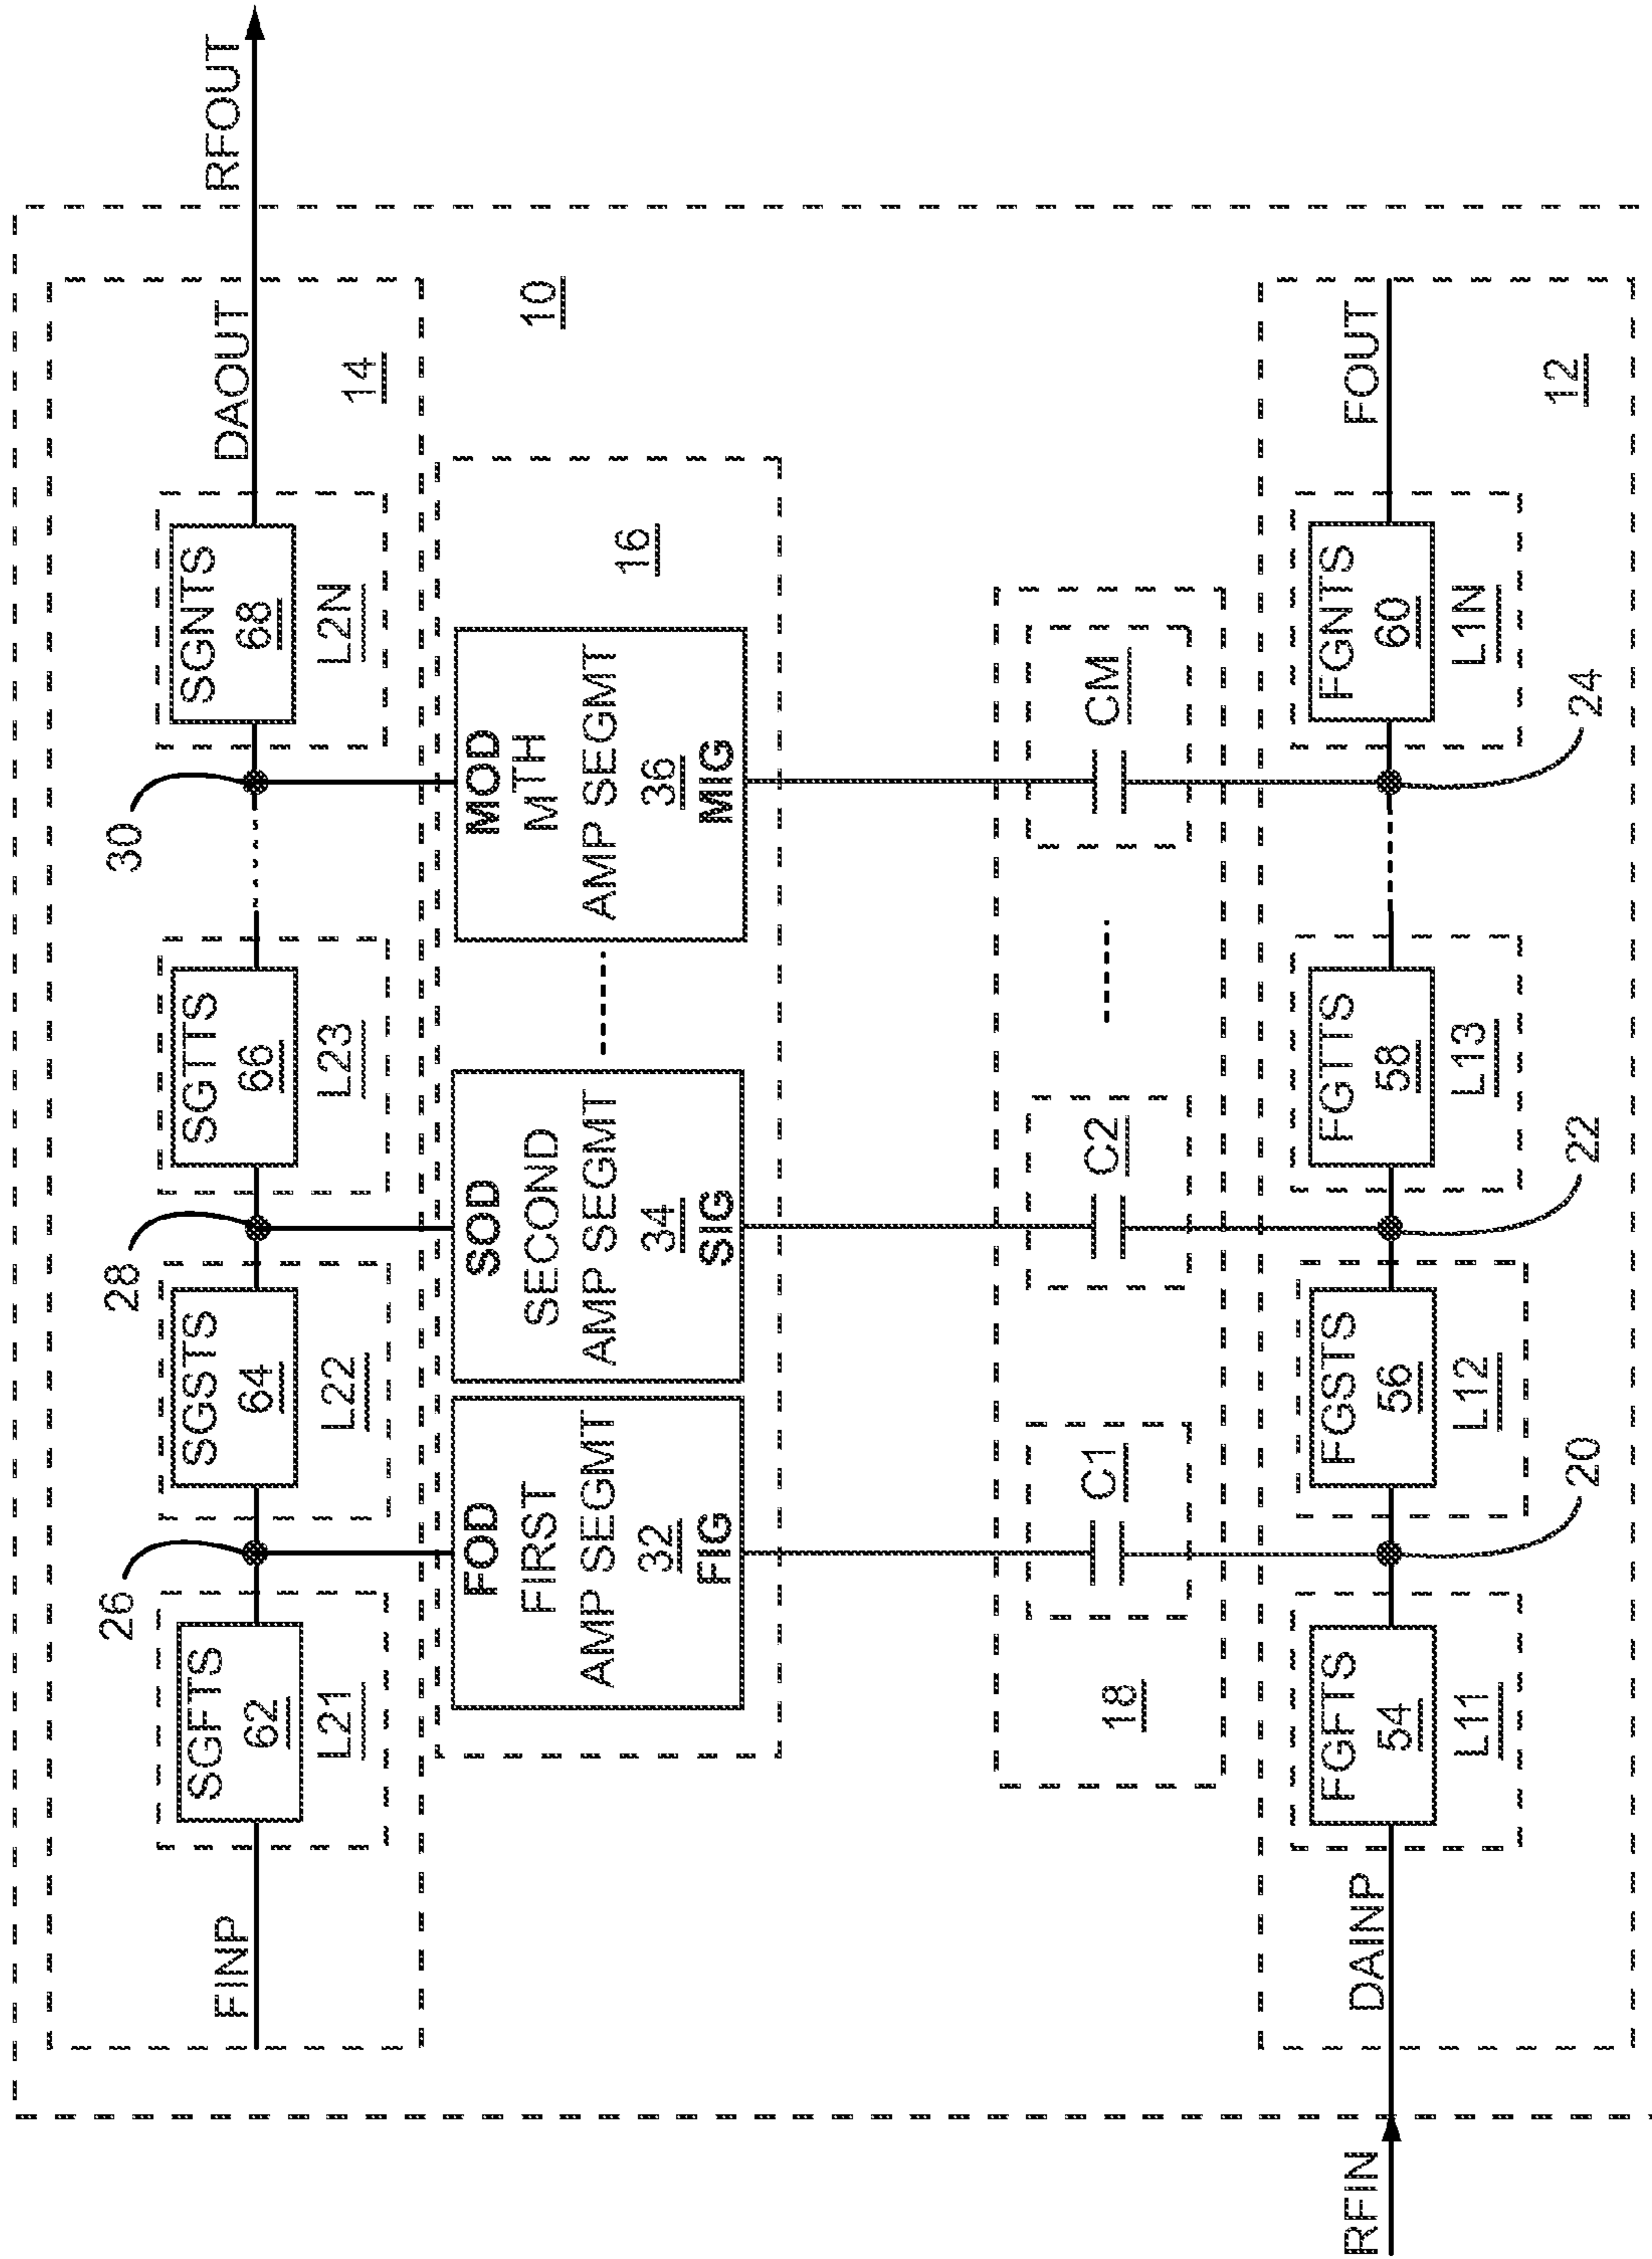 RFOUT
DAOUT
FINP
14
10
30
28
26
SGFTS
62
L21
SGSTS
64
L22
SGTTS
66
L23
SGNTS
68
L2N
16
FOD
FIRST
AMP SEGMT
32
FIG
SOD
SECOND
AMP SEGMT
34
SIG
MOD
MTH
AMP SEGMT
36
MIG
18
C1
C2
CM
RFIN
DAINP
FGFTS
54
L11
FGSTS
56
L12
FGTTS
58
L13
FGNTS
60
L1N
FOUT
12
20
22
24